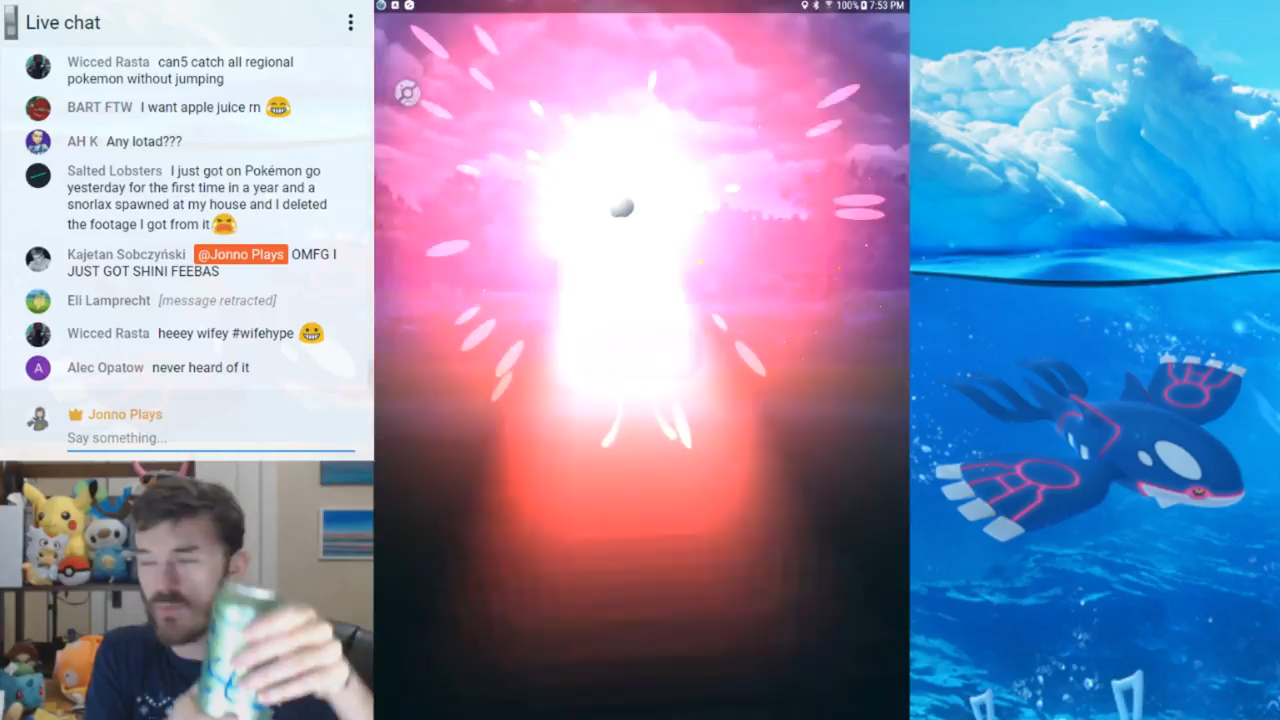 Live chat
100% 7:53 PM
Wicced Rasta can5 catch all regional
pokemon without jumping
BART FTW I want apple juice rn 😂
AH K Any lotad???
Salted Lobsters I just got on Pokémon go
yesterday for the first time in a year and a
snorlax spawned at my house and I deleted
the footage I got from it😫
Kajetan Sobczyński @Jonno Plays OMFG I
JUST GOT SHINI FEEBAS
Eli Lamprecht [message retracted]
Wicced Rasta heeey wifey #wifehype 😀
A Alec Opatow never heard of it
Jonno Plays
Say something...